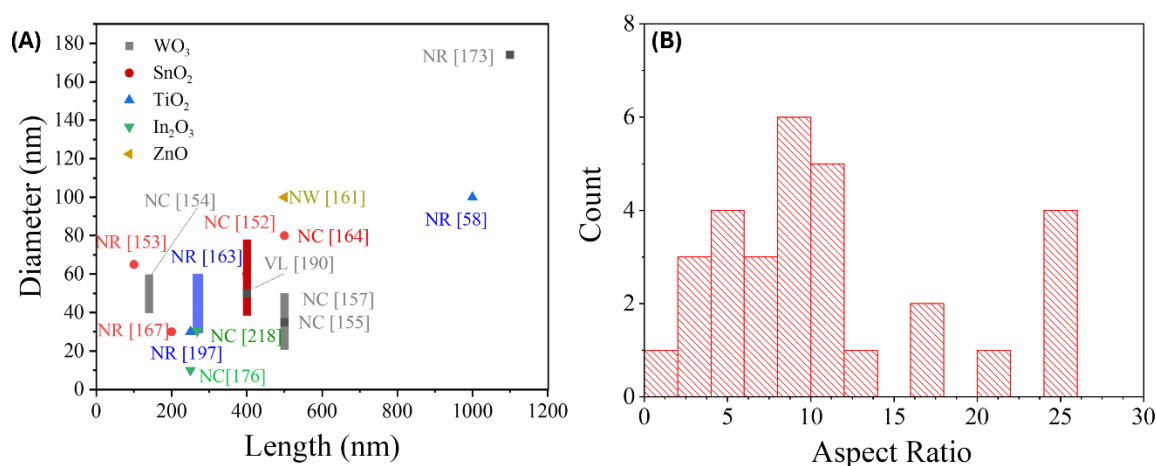 (A)
WO₃
SnO₂
TiO₂
In₂O₃
ZnO
NR [173]
NC [154]
NW [161]
NR [58]
NC [152]
NC [164]
NR [153]
NR [163]
VL [190]
NC [157]
NC [155]
NR [167]
NC [218]
NR [197]
NC[176]
180
160
140
120
100
80
60
40
20
0
Diameter (nm)
0 200 400 600 800 1000 1200
Length (nm)
(B)
8
6
4
2
0
Count
0 5 10 15 20 25 30
Aspect Ratio